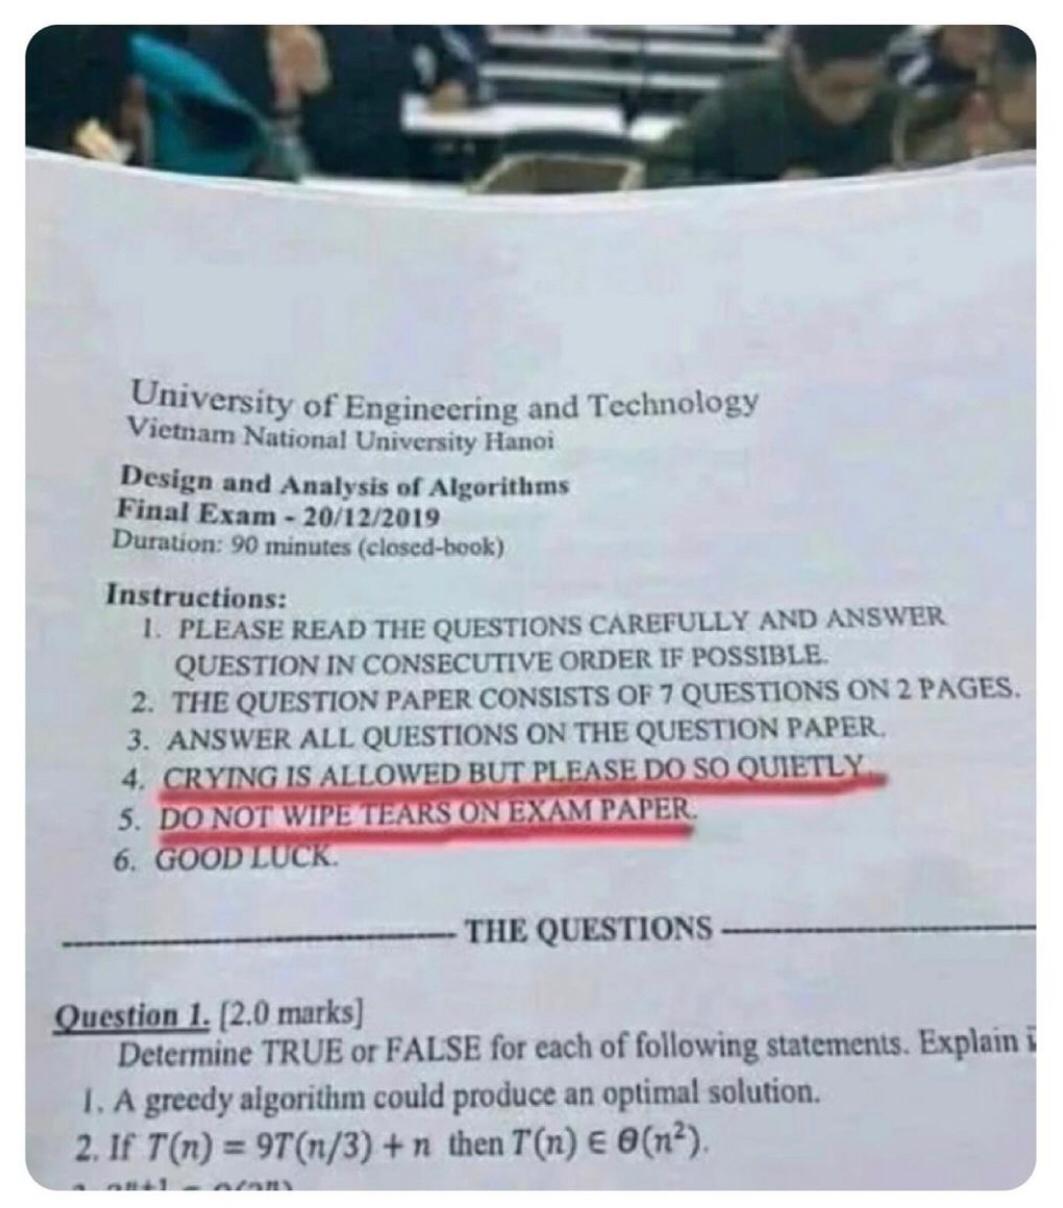 University of Engineering and Technology
Vietnam National University Hanoi
Design and Analysis of Algorithms
Final Exam - 20/12/2019
Duration: 90 minutes (closed-book)
Instructions:
1. PLEASE READ THE QUESTIONS CAREFULLY AND ANSWER
QUESTION IN CONSECUTIVE ORDER IF POSSIBLE.
2. THE QUESTION PAPER CONSISTS OF 7 QUESTIONS ON 2 PAGES.
3. ANSWER ALL QUESTIONS ON THE QUESTION PAPER.
4. CRYING IS ALLOWED BUT PLEASE DO SO QUIETLY.
5. DO NOT WIPE TEARS ON EXAM PAPER.
6. GOOD LUCK.
THE QUESTIONS
Question 1. [2.0 marks]
Determine TRUE or FALSE for each of following statements. Explain
1. A greedy algorithm could produce an optimal solution.
2. If T(n) = 9T(n/3) + n then T(n) ∈ Θ(n²).